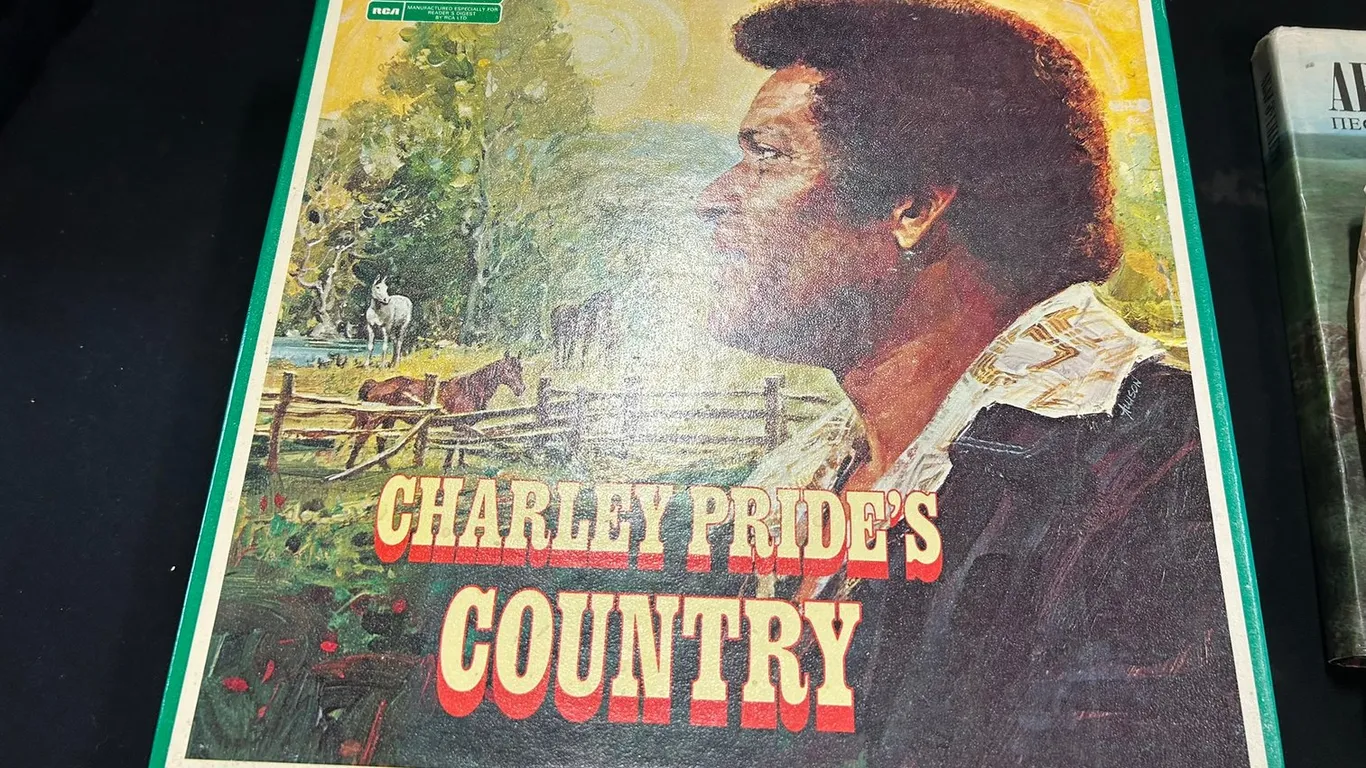 RCA
MANUFACTURED ESPECIALLY FOR
READER'S DIGEST
BY RCA LTD.
CHARLEY PRIDE'S
COUNTRY